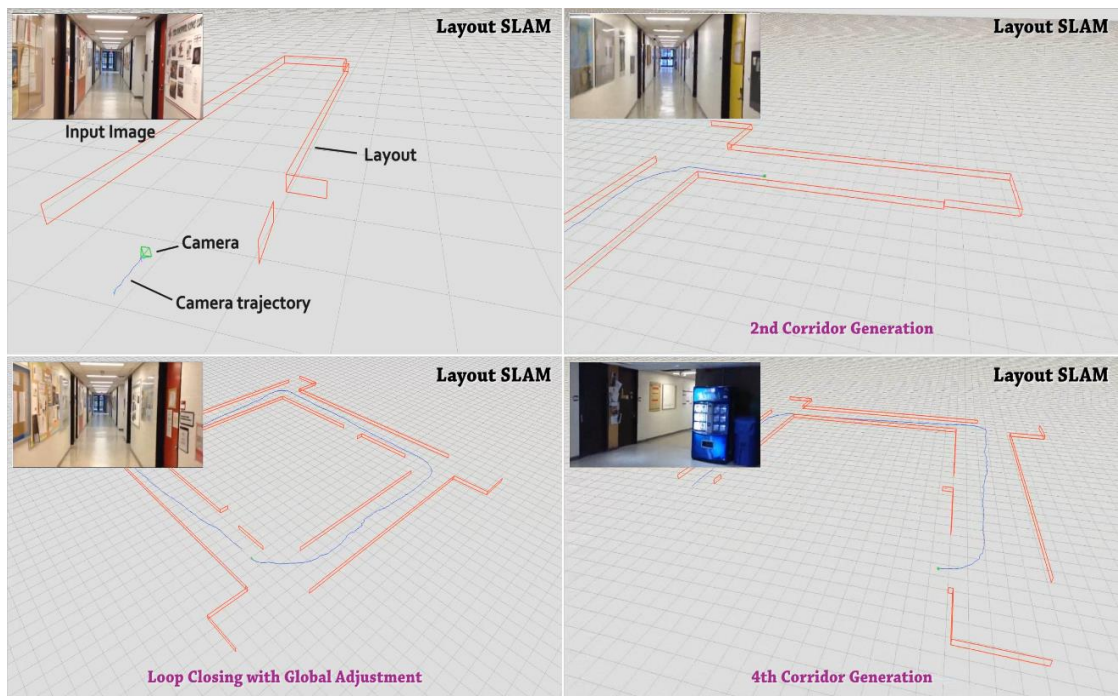 Layout SLAM
Input Image
Layout
Camera
Camera trajectory
Layout SLAM
2nd Corridor Generation
Layout SLAM
Loop Closing with Global Adjustment
Layout SLAM
4th Corridor Generation